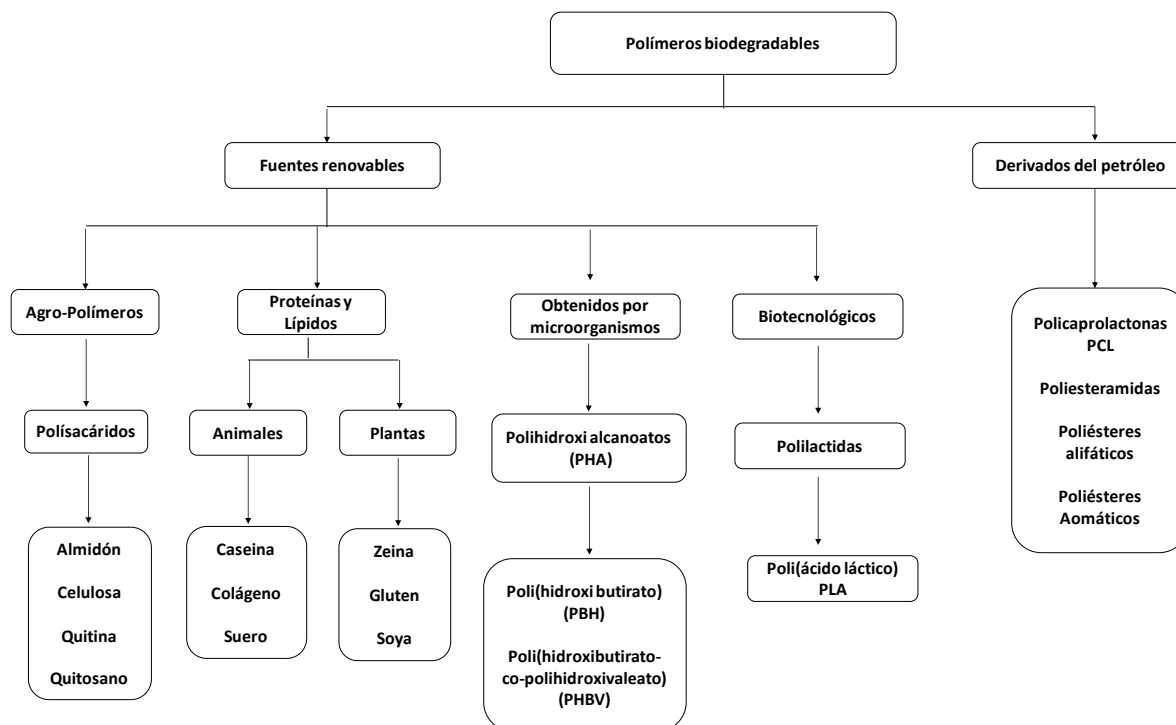 Polímeros biodegradables
Fuentes renovables
Derivados del petróleo
Agro-Polímeros
Proteínas y
Lípidos
Obtenidos por
microorganismos
Biotecnológicos
Polísacáridos
Animales
Plantas
Polihidroxi alcanoatos
(PHA)
Polilactidas
Policaprolactonas
PCL
Poliesteramidas
Poliésteres
alifáticos
Poliésteres
Aomáticos
Almidón
Celulosa
Quitina
Quitosano
Caseina
Colágeno
Suero
Zeina
Gluten
Soya
Poli(hidroxi butirato)
(PBH)
Poli(hidroxibutirato-
co-polihidroxivaleato)
(PHBV)
Poli(ácido láctico)
PLA